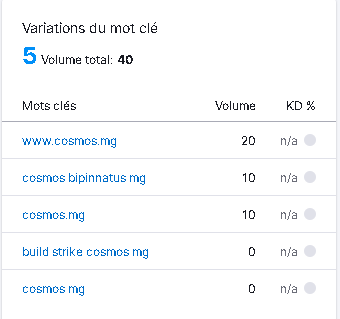 Variations du mot clé
5 Volume total: 40
Mots clés Volume KD %
www.cosmos.mg 20 n/a
cosmos bipinnatus mg 10 n/a
cosmos.mg 10 n/a
build strike cosmos mg 0 n/a
cosmos mg 0 n/a